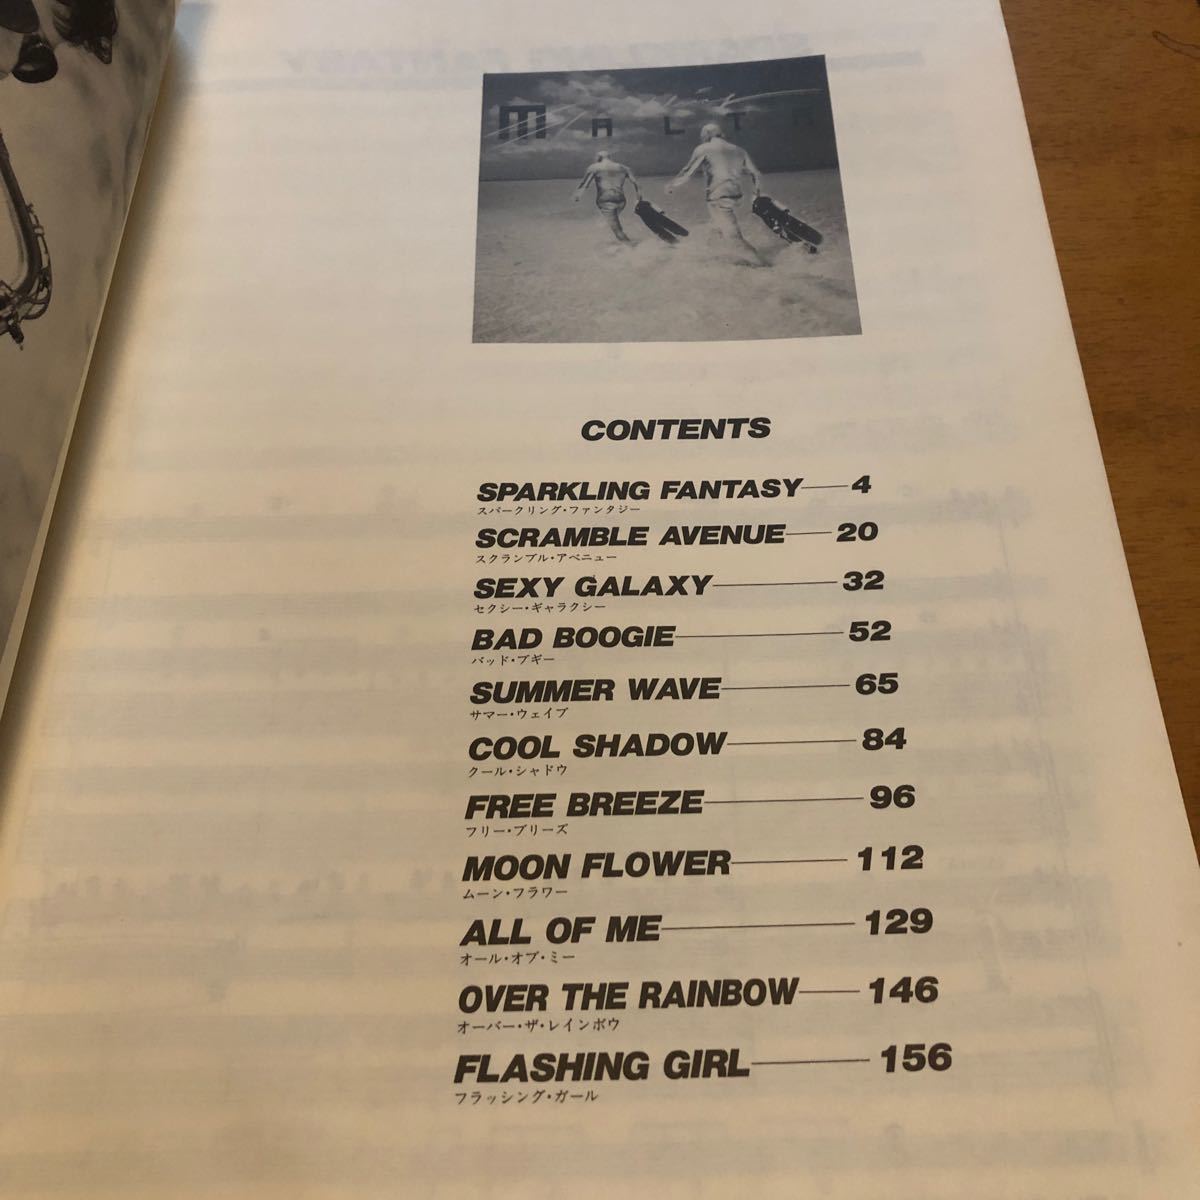 MALTA
CONTENTS
SPARKLING FANTASY 4
スパークリング・ファンタジー
SCRAMBLE AVENUE 20
スクランブル・アベニュー
SEXY GALAXY 32
セクシー・ギャラクシー
BAD BOOGIE 52
バッド・ブギー
SUMMER WAVE 65
サマー・ウェイブ
COOL SHADOW 84
クール・シャドウ
FREE BREEZE 96
フリー・ブリーズ
MOON FLOWER 112
ムーン・フラワー
ALL OF ME 129
オール・オブ・ミー
OVER THE RAINBOW 146
オーバー・ザ・レインボウ
FLASHING GIRL 156
フラッシング・ガール